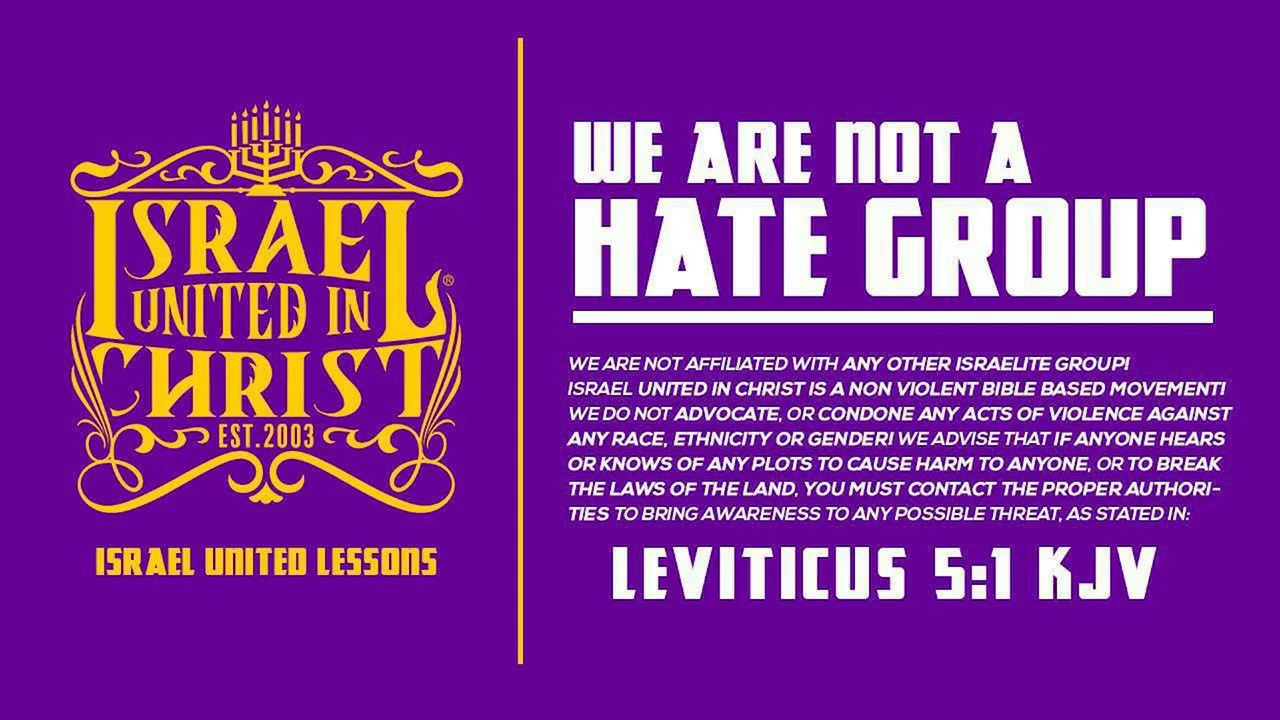 ISRAEL
UNITED IN
CHRIST
EST.2003
ISRAEL UNITED LESSONS
WE ARE NOT A
HATE GROUP
WE ARE NOT AFFILIATED WITH ANY OTHER ISRAELITE GROUP!
ISRAEL UNITED IN CHRIST IS A NON VIOLENT BIBLE BASED MOVEMENT!
WE DO NOT ADVOCATE, OR CONDONE ANY ACTS OF VIOLENCE AGAINST
ANY RACE, ETHNICITY OR GENDER! WE ADVISE THAT IF ANYONE HEARS
OR KNOWS OF ANY PLOTS TO CAUSE HARM TO ANYONE, OR TO BREAK
THE LAWS OF THE LAND, YOU MUST CONTACT THE PROPER AUTHORI-
TIES TO BRING AWARENESS TO ANY POSSIBLE THREAT, AS STATED IN:
LEVITICUS 5:1 KJV